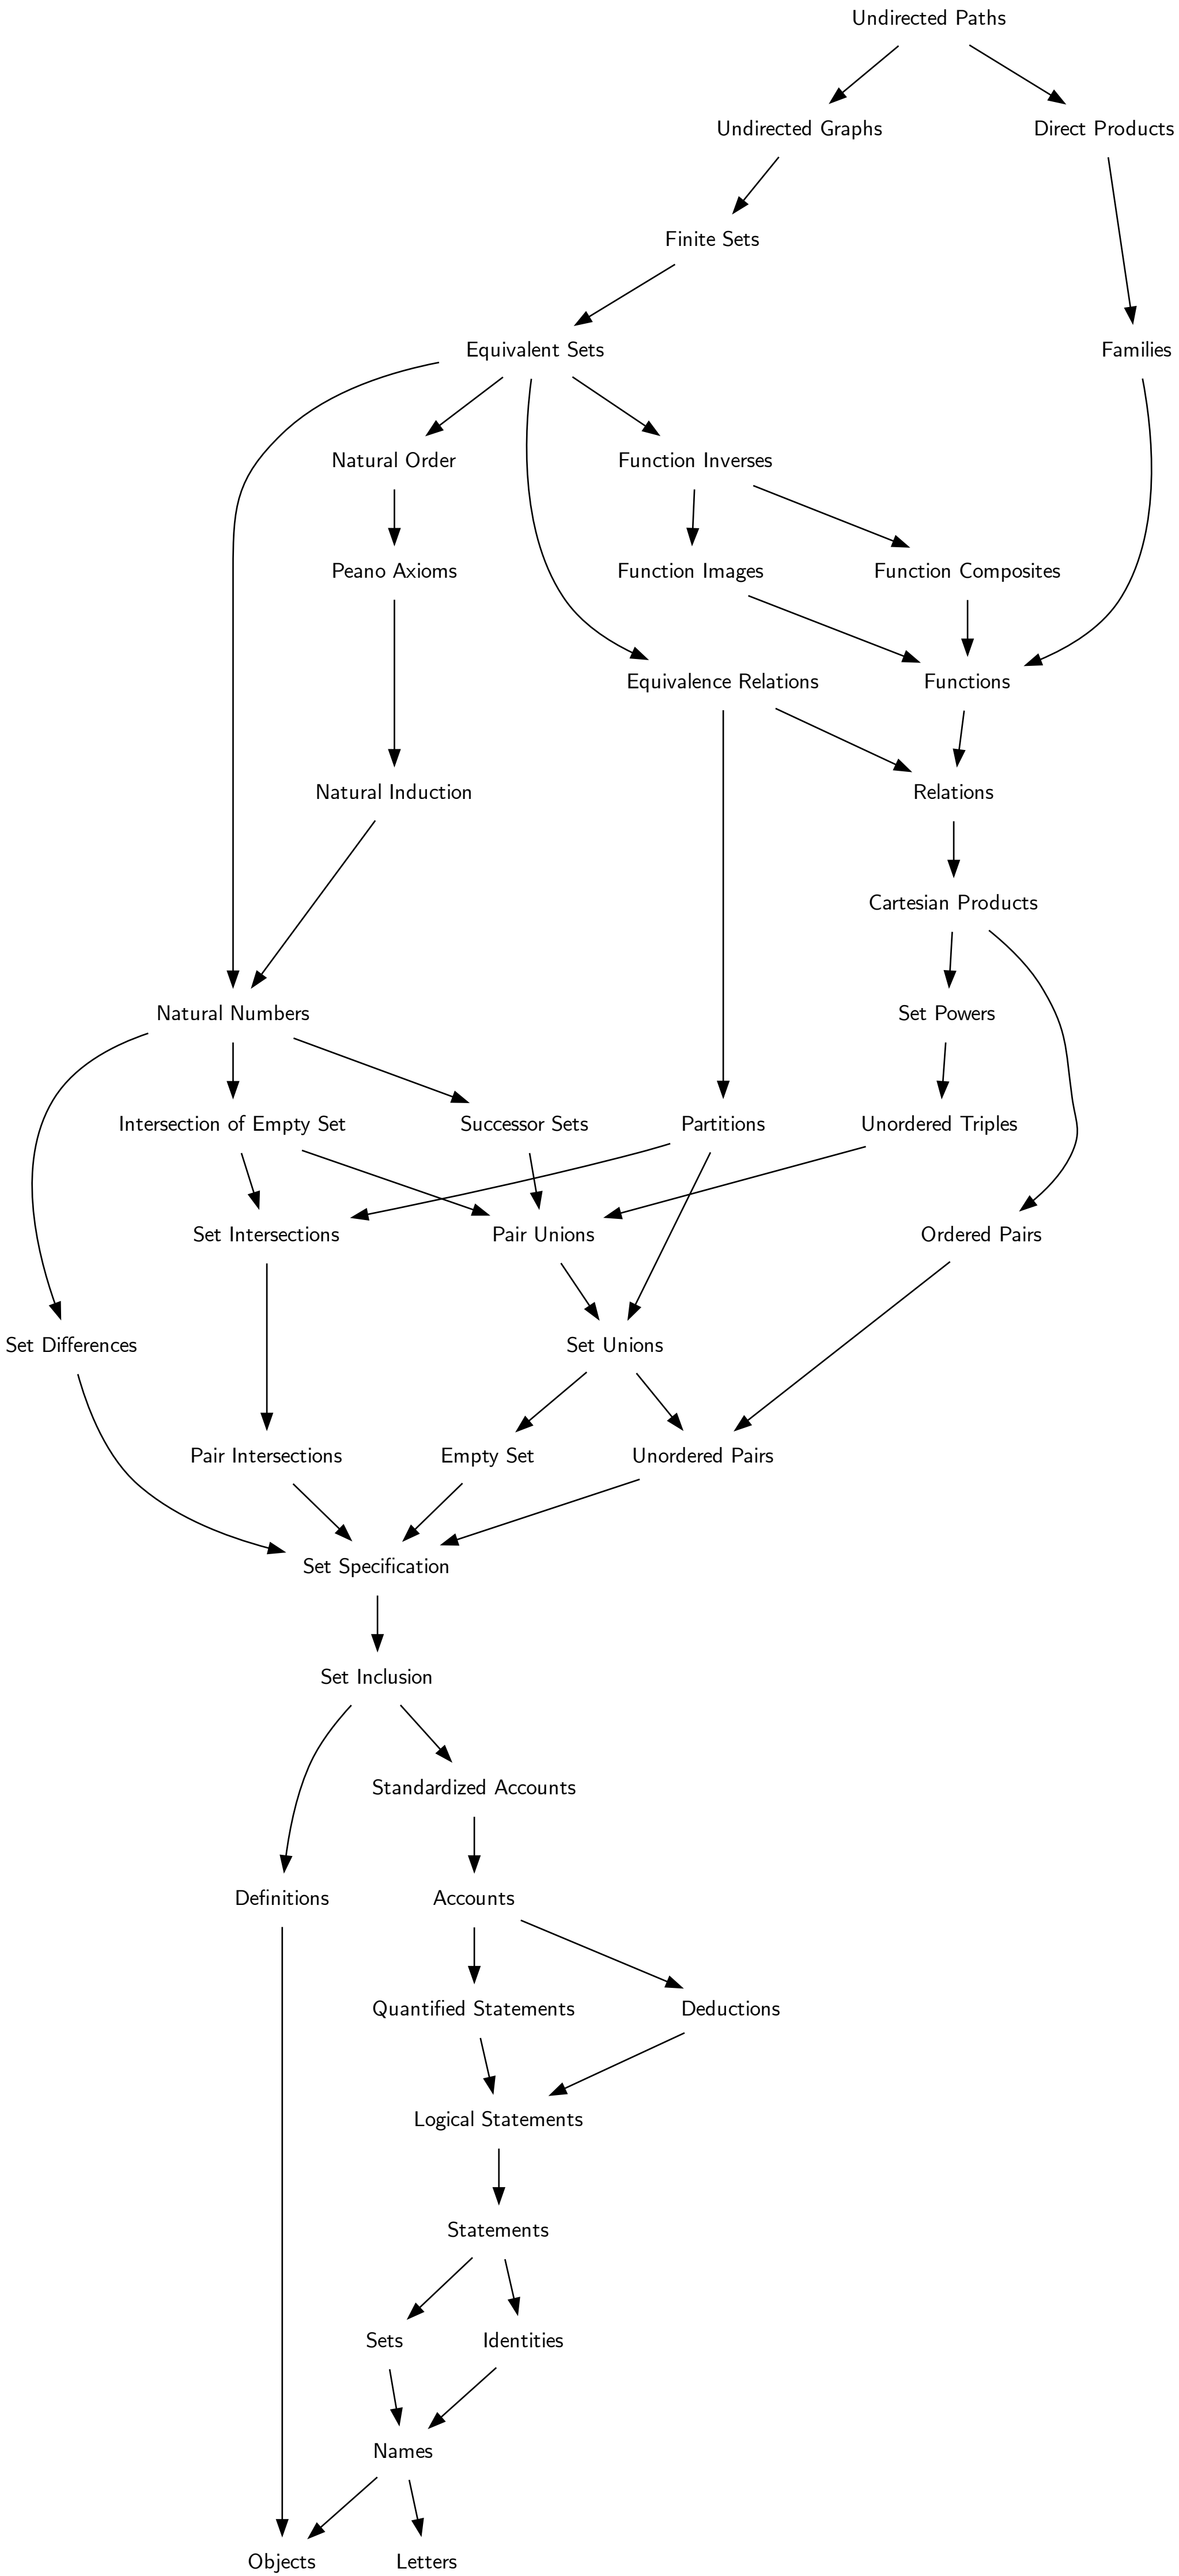 Undirected Paths
Undirected Graphs
Direct Products
Finite Sets
Equivalent Sets
Families
Natural Order
Function Inverses
Peano Axioms
Function Images
Function Composites
Equivalence Relations
Functions
Natural Induction
Relations
Cartesian Products
Natural Numbers
Set Powers
Intersection of Empty Set
Successor Sets
Partitions
Unordered Triples
Set Intersections
Pair Unions
Ordered Pairs
Set Differences
Set Unions
Pair Intersections
Empty Set
Unordered Pairs
Set Specification
Set Inclusion
Standardized Accounts
Definitions
Accounts
Quantified Statements
Deductions
Logical Statements
Statements
Sets
Identities
Names
Objects
Letters